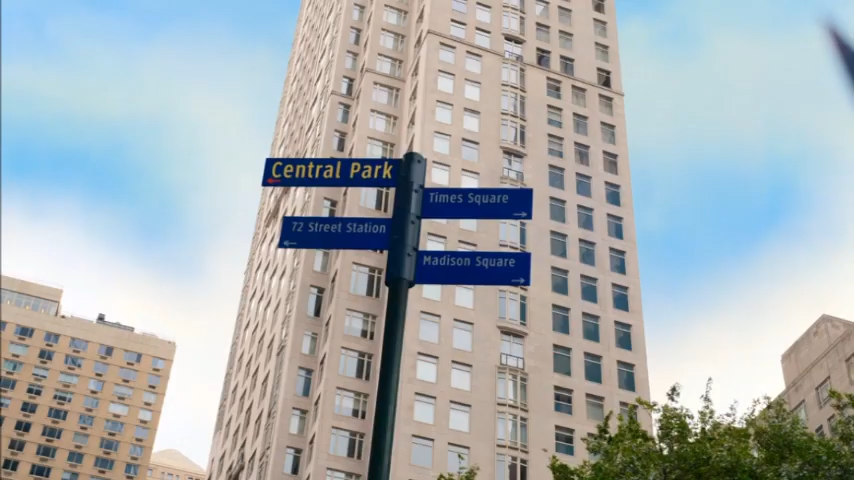 Central Park
Times Square
72 Street Station
Madison Square